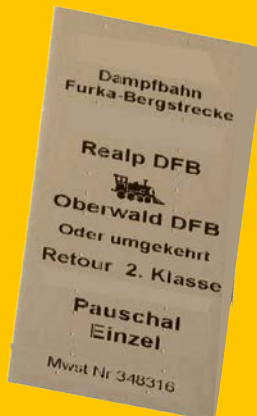 Dampfbahn
Furka-Bergstrecke
Realp DFB
Oberwald DFB
Oder umgekehrt
Retour 2. Klasse
Pauschal
Einzel
Mwst Nr 348316